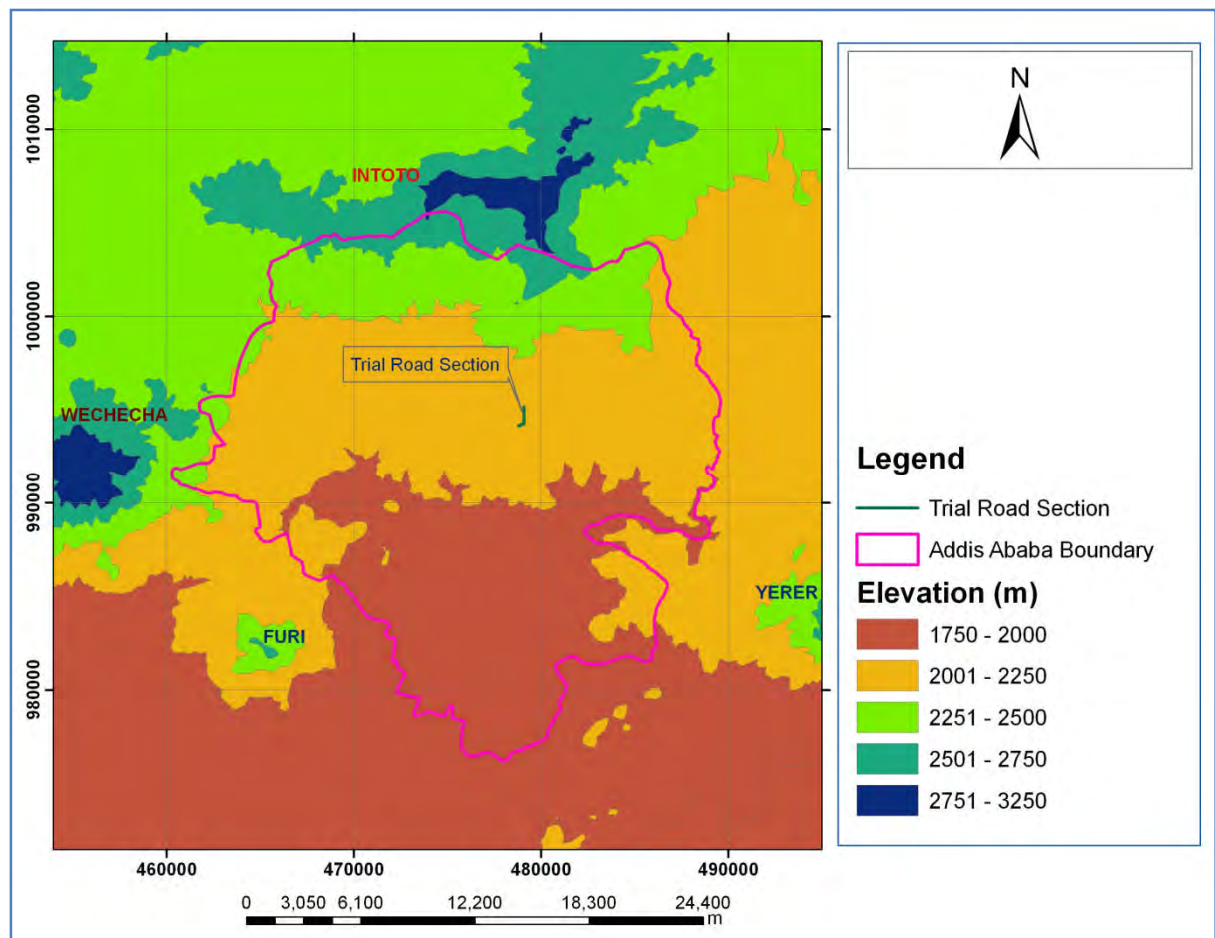 N
1010000
1000000
990000
980000
INTOTO
Trial Road Section
WECHECHA
YERER
FURI
460000
470000
480000
490000
0 3,050 6,100 12,200 18,300 24,400
m
Legend
Trial Road Section
Addis Ababa Boundary
Elevation (m)
1750 - 2000
2001 - 2250
2251 - 2500
2501 - 2750
2751 - 3250